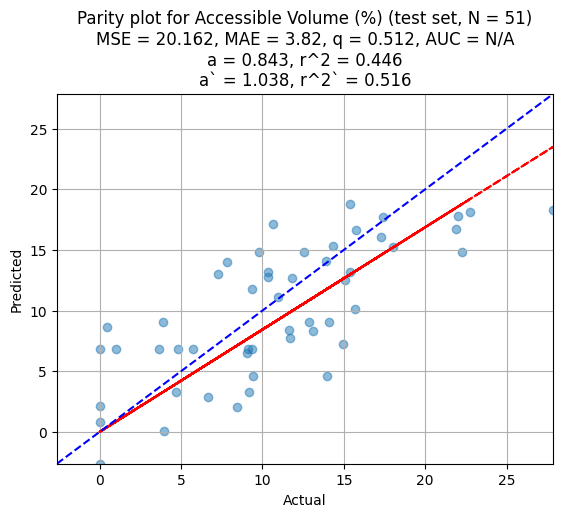 Parity plot for Accessible Volume (%) (test set, N = 51)
MSE = 20.162, MAE = 3.82, q = 0.512, AUC = N/A
a = 0.843, r^2 = 0.446
a` = 1.038, r^2` = 0.516
25
20
15
10
5
0
Predicted
0 5 10 15 20 25
Actual